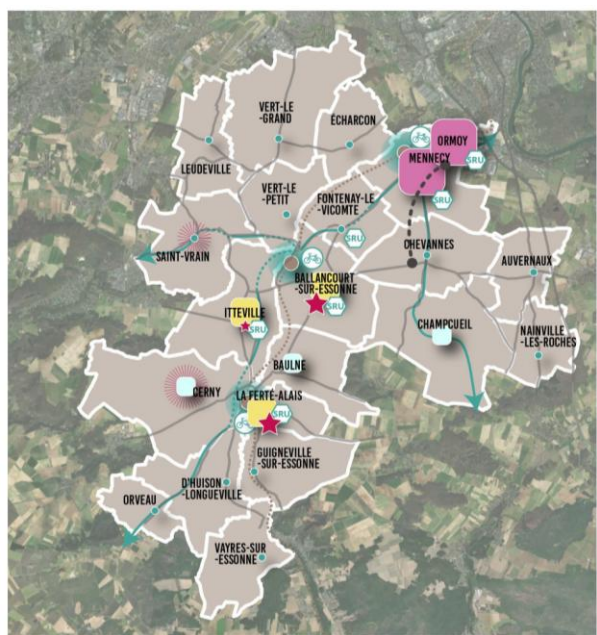 VERT-LE
-GRAND
ÉCHARCON
ORMOY
MENNECY
SRU
LEUDEVILLE
SRU
VERT-LE
-PETIT
FONTENAY-LE
-VICOMTE
SRU
CHEVANNES
SAINT-VRAIN
AUVERNAUX
BALLANCOURT
-SUR-ESSONNE
SRU
ITTEVILLE
SRU
CHAMPCUEIL
NAINVILLE
-LES-ROCHES
BAULNE
CERNY
LA FERTÉ-ALAIS
SRU
GUIGNEVILLE
-SUR-ESSONNE
D'HUISON
-LONGUEVILLE
ORVEAU
VAYRES-SUR
-ESSONNE